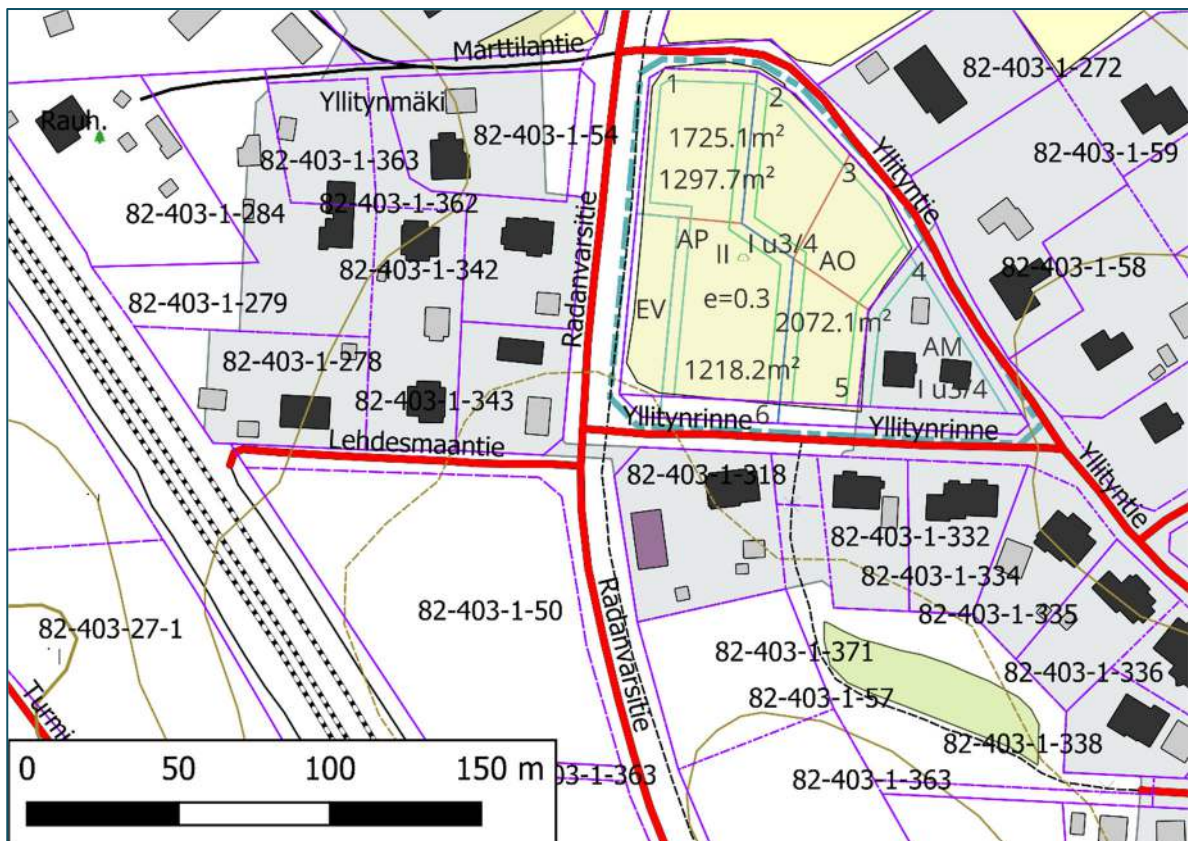 Marttilantie
82-403-1-272
Yllitynmäki
1
2
Rauh.
82-403-1-54
1725.1m²
Yllityntie
82-403-1-59
82-403-1-363
3
1297.7m²
82-403-1-284
82-403-1-362
Radanvarsitie
AP
I u3/4
II
AO
82-403-1-342
4
82-403-1-58
82-403-1-279
EV
e=0.3
2072.1m²
AM
82-403-1-278
1218.2m²
5
I u3/4
82-403-1-343
6
Yllitynrinne
Yllitynrinne
Lehdesmaantie
Yllityntie
82-403-1-318
82-403-1-332
82-403-1-334
Radanvarsitie
82-403-1-50
82-403-1-335
82-403-27-1
82-403-1-371
82-403-1-336
82-403-1-57
Turmi
82-403-1-338
0 50 100 150 m
03-1-363
82-403-1-363